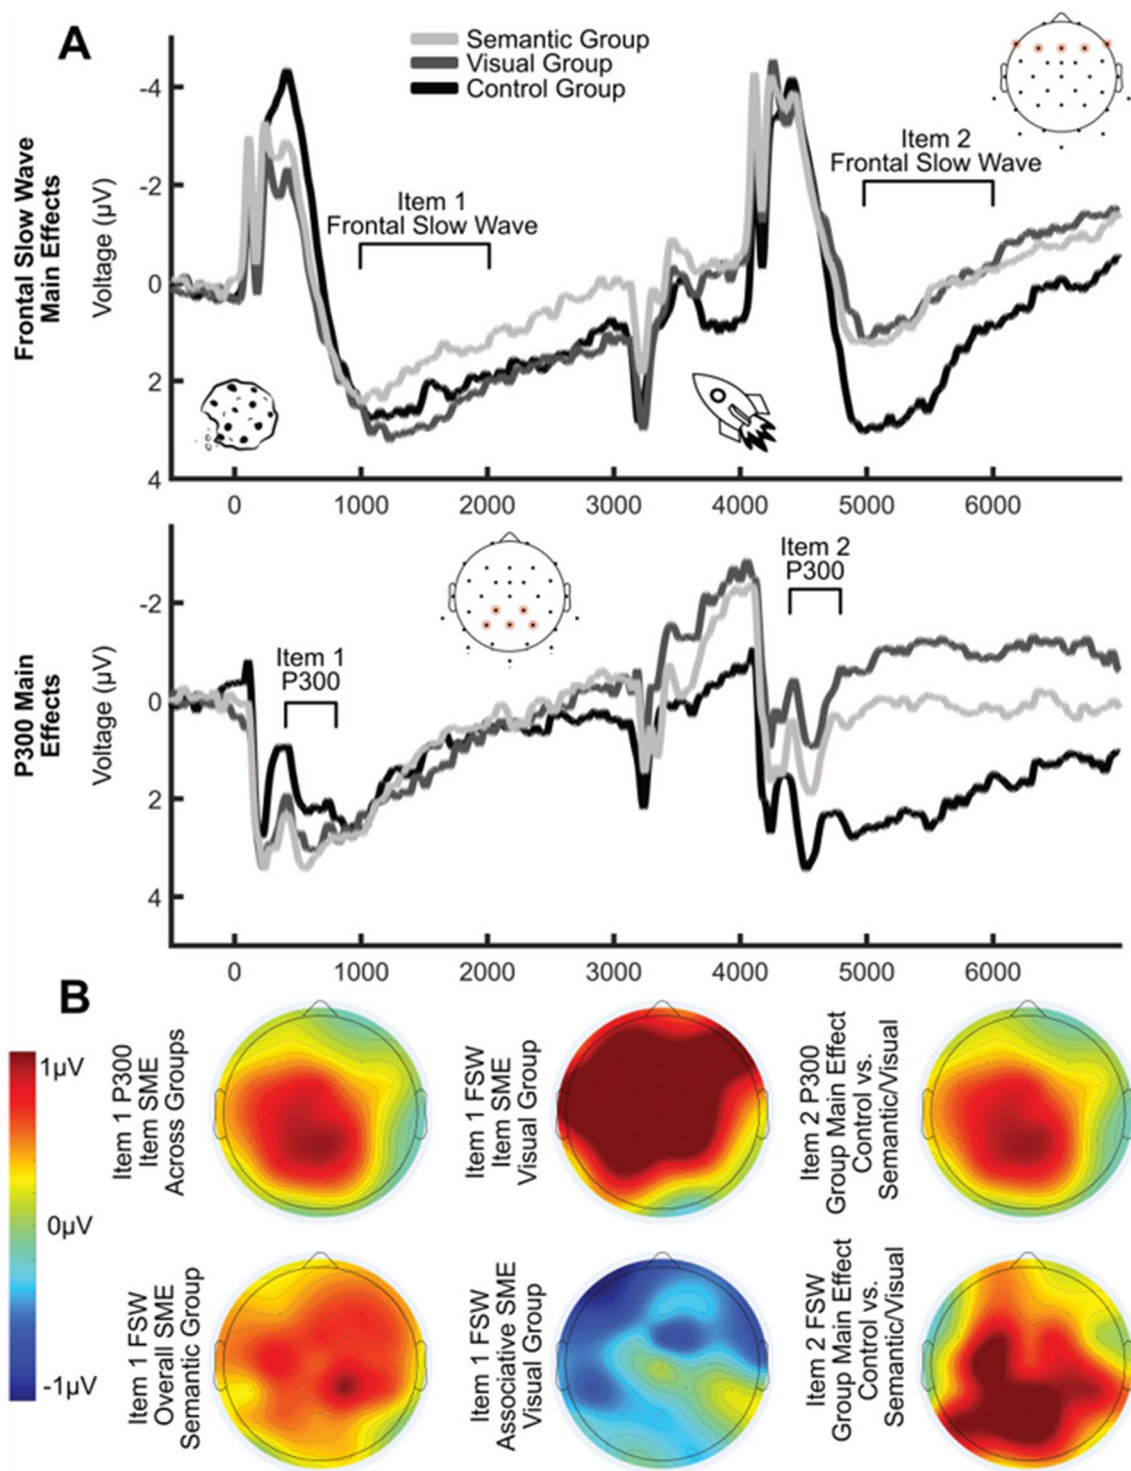 A
Semantic Group
Visual Group
Control Group
Frontal Slow Wave
Main Effects
Voltage (µV)
-4
-2
0
2
4
Item 1
Frontal Slow Wave
Item 2
Frontal Slow Wave
0 1000 2000 3000 4000 5000 6000
P300 Main
Effects
Voltage (µV)
-2
0
2
4
Item 1
P300
Item 2
P300
0 1000 2000 3000 4000 5000 6000
B
1µV
0µV
-1µV
Item 1 P300
Item SME
Across Groups
Item 1 FSW
Item SME
Visual Group
Item 2 P300
Group Main Effect
Control vs.
Semantic/Visual
Item 1 FSW
Overall SME
Semantic Group
Item 1 FSW
Associative SME
Visual Group
Item 2 FSW
Group Main Effect
Control vs.
Semantic/Visual